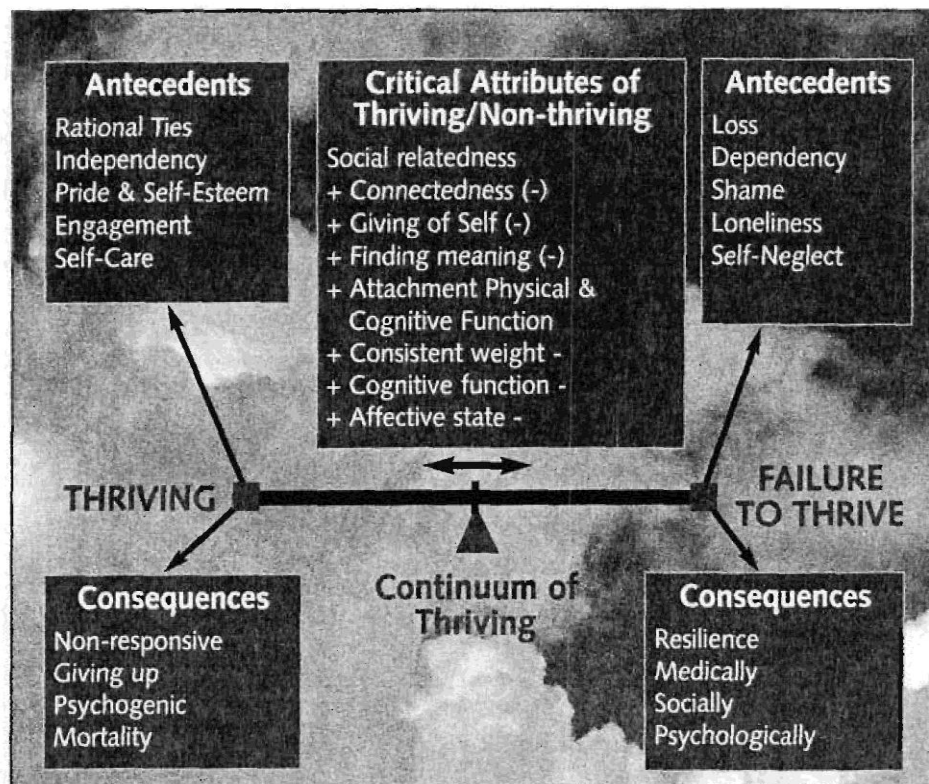 Antecedents
Rational Ties
Independency
Pride & Self-Esteem
Engagement
Self-Care
Critical Attributes of
Thriving/Non-thriving
Social relatedness
+ Connectedness (-)
+ Giving of Self (-)
+ Finding meaning (-)
+ Attachment Physical &
Cognitive Function
+ Consistent weight -
+ Cognitive function -
+ Affective state -
Antecedents
Loss
Dependency
Shame
Loneliness
Self-Neglect
THRIVING
FAILURE
TO THRIVE
Continuum of
Thriving
Consequences
Non-responsive
Giving up
Psychogenic
Mortality
Consequences
Resilience
Medically
Socially
Psychologically